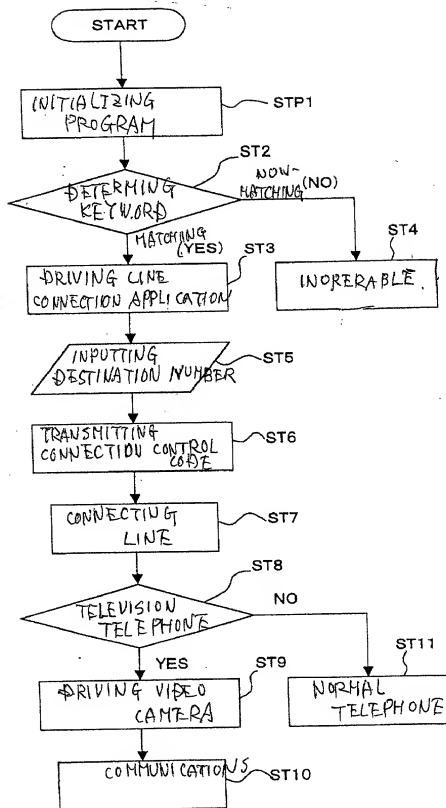 START
INITIALIZING
PROGRAM
STP1
ST2
DETERMING
KEYWORD
NOW-
MATCHING (NO)
MATCHING
(YES)
ST3
ST4
DRIVING LINE
CONNECTION APPLICATION
INORERABLE.
INPUTTING
DESTINATION NUMBER
ST5
TRANSMITTING
CONNECTION CONTROL
CODE
ST6
CONNECTING
LINE
ST7
ST8
TELEVISION
TELEPHONE
NO
YES
ST9
ST11
DRIVING VIDEO
CAMERA
NORMAL
TELEPHONE
COMMUNICATIONS
ST10